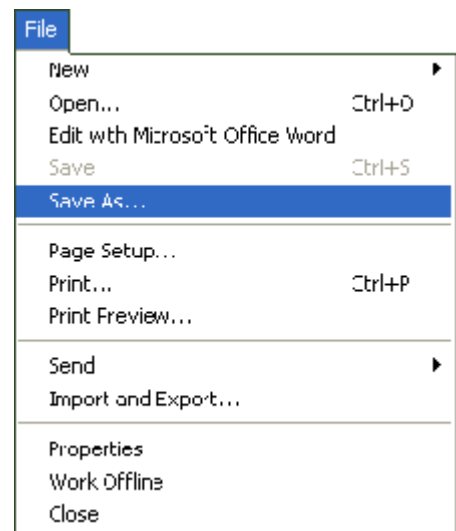 File
New
Open... Ctrl+O
Edit with Microsoft Office Word
Save Ctrl+S
Save As...
Page Setup...
Print... Ctrl+P
Print Preview...
Send
Import and Export...
Properties
Work Offline
Close